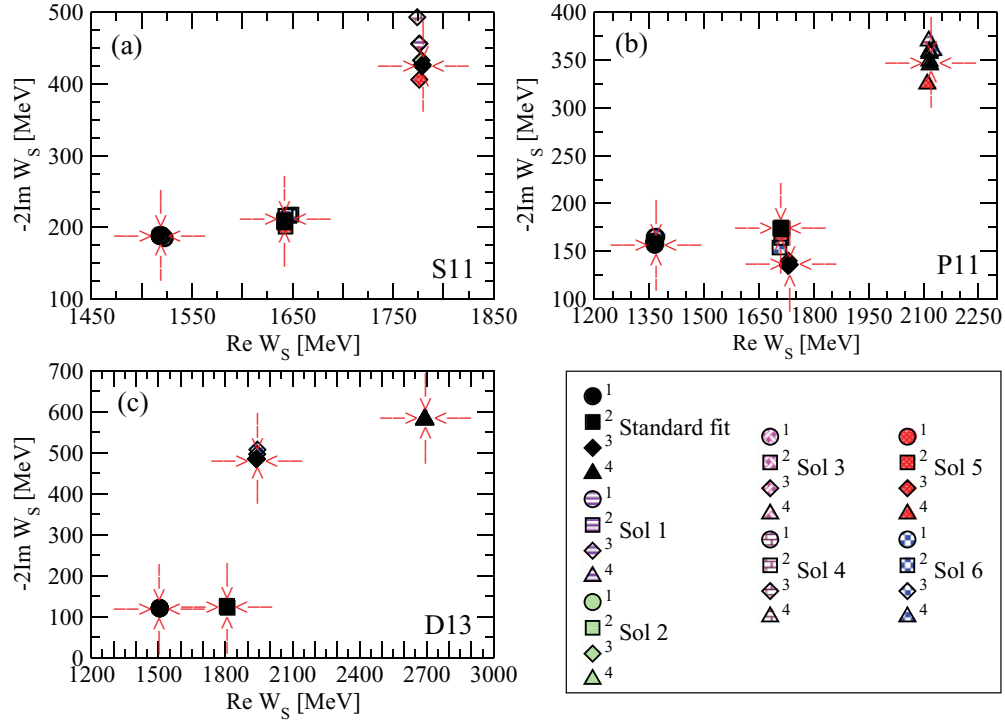 500
400
300
200
100
-2Im W_S [MeV]
(a)
S11
1450 1550 1650 1750 1850
Re W_S [MeV]
400
350
300
250
200
150
100
-2Im W_S [MeV]
(b)
P11
1200 1350 1500 1650 1800 1950 2100 2250
Re W_S [MeV]
700
600
500
400
300
200
100
0
-2Im W_S [MeV]
(c)
D13
1200 1500 1800 2100 2400 2700 3000
Re W_S [MeV]
1
2
Standard fit
3
4
1
2
Sol 1
3
4
1
2
Sol 2
3
4
1
2
Sol 3
3
4
1
2
Sol 4
3
4
1
2
Sol 5
3
4
1
2
Sol 6
3
4